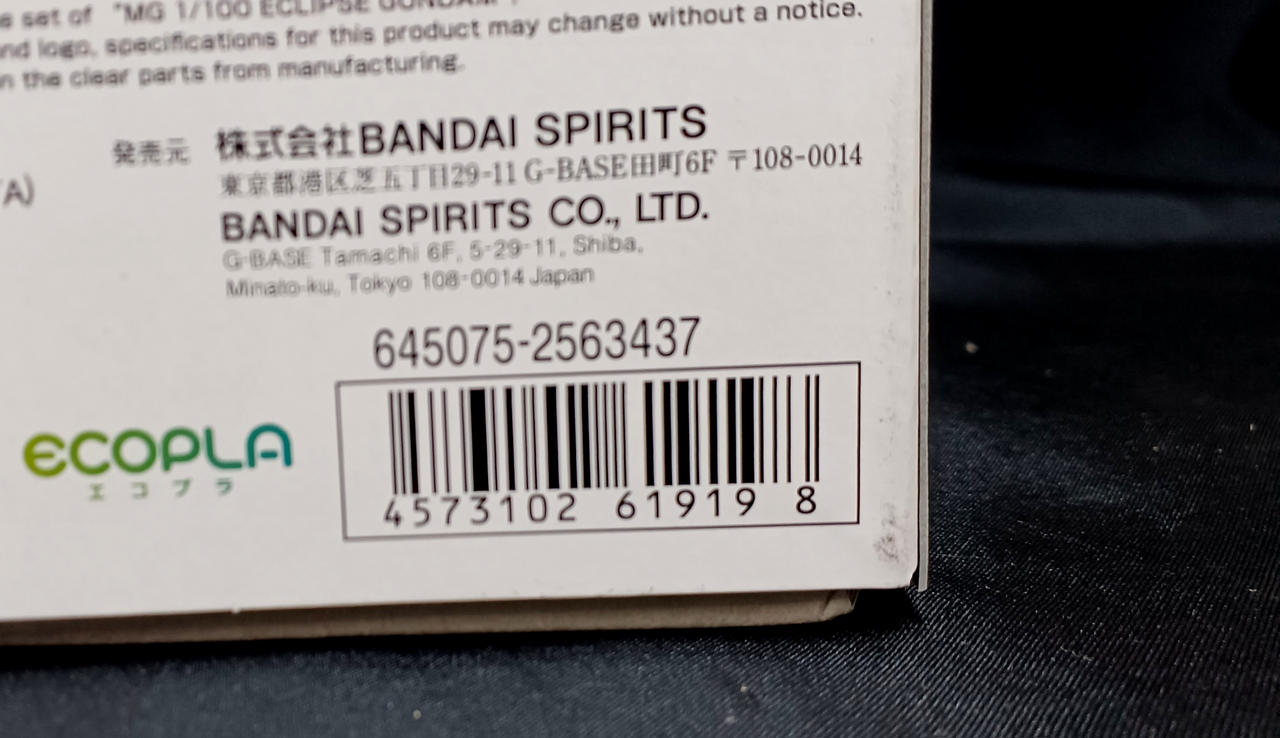 e set of "MG 1/100 ECLIPSE GUNDAM".
nd logo, specifications for this product may change without a notice.
n the clear parts from manufacturing.
発売元 株式会社BANDAI SPIRITS
A)
東京都港区芝五丁目29-11 G-BASE田町6F 〒108-0014
BANDAI SPIRITS CO., LTD.
G-BASE Tamachi 6F, 5-29-11, Shiba,
Minato-ku, Tokyo 108-0014 Japan
645075-2563437
ECOPLA
エコプラ
4573102 61919 8